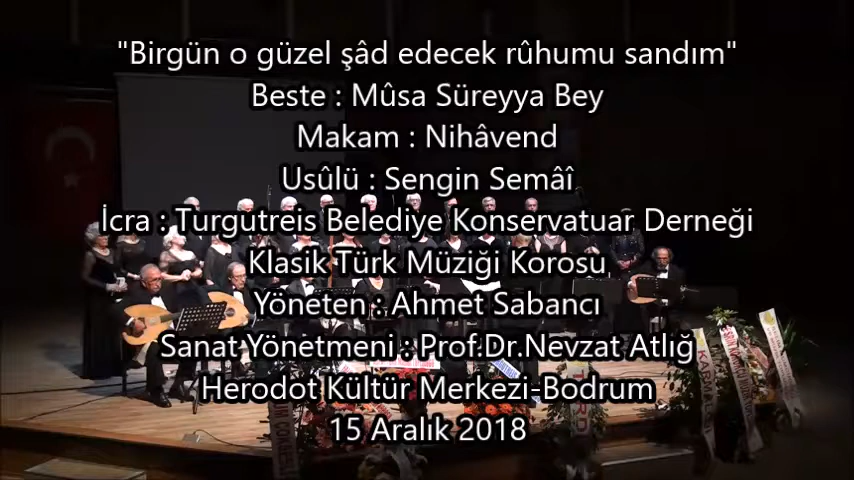 "Birgün o güzel şâd edecek rûhumu sandım"
Beste : Mûsa Süreyya Bey
Makam : Nihâvend
Usûlü : Sengin Semâî
İcra : Turgutreis Belediye Konservatuar Derneği
Klasik Türk Müziği Korosu
Yöneten : Ahmet Sabancı
Sanat Yönetmeni : Prof.Dr.Nevzat Atlığ
Herodot Kültür Merkezi-Bodrum
15 Aralık 2018